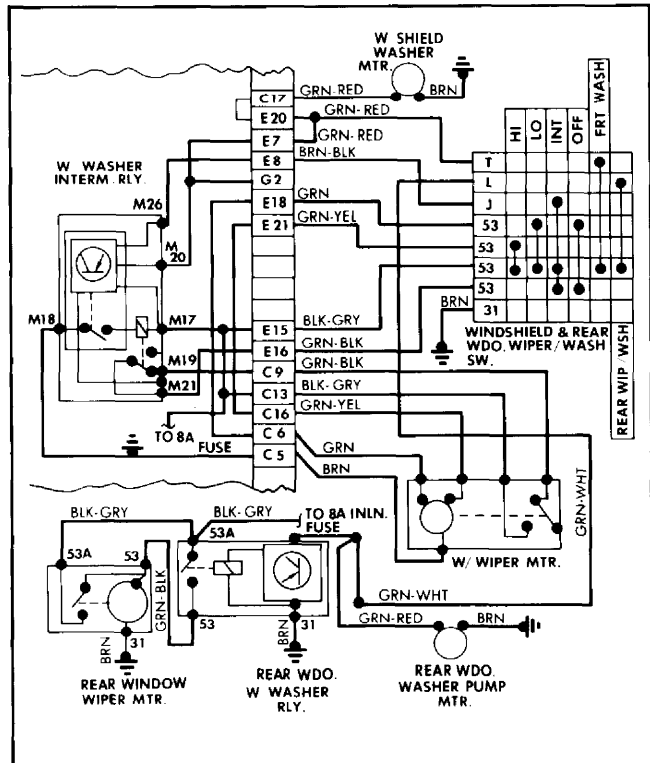 W SHIELD
WASHER
MTR.
C17
GRN-RED
BRN
E20
GRN-RED
E7
GRN-RED
E8
BRN-BLK
G2
E18
GRN
E21
GRN-YEL
W WASHER
INTERM. RLY.
M26
M
20
M18
M17
M19
M21
TO 8A
FUSE
E15
BLK-GRY
E16
GRN-BLK
C9
GRN-BLK
C13
BLK-GRY
C16
GRN-YEL
C6
GRN
C5
BRN
HI
LO
INT
OFF
FRT WASH
T
L
J
53
53
53
53
31
BRN
WINDSHIELD & REAR
WDO. WIPER/WASH
SW.
REAR WIP/WSH
GRN-WHT
W/WIPER MTR.
BLK-GRY
BLK-GRY
TO 8A INLN.
FUSE
53A
53A
53
GRN-BLK
53
31
BRN
31
BRN
REAR WINDOW
WIPER MTR.
REAR WDO.
W WASHER
RLY.
GRN-WHT
GRN-RED
BRN
REAR WDO.
WASHER PUMP
MTR.